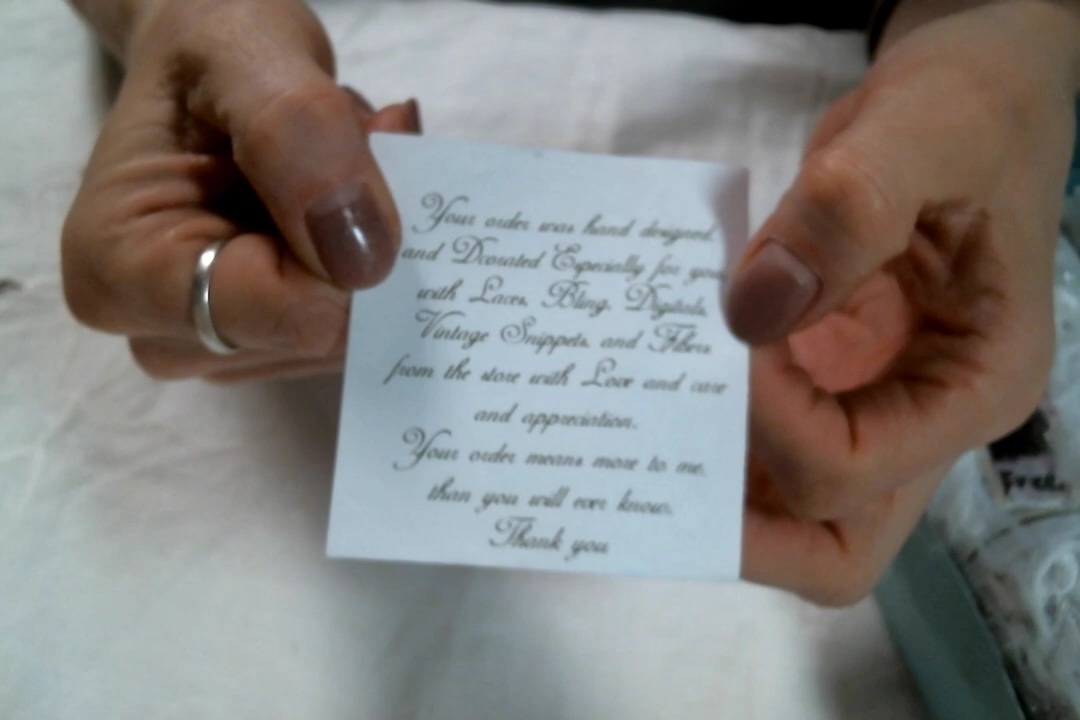 Your order was hand designed.
and Dcorated Especially for you
with Laces, Bling, Digitals,
Vintage Snippets, and Fibers
from the store with Love and care
and appreciation.
Your order means more to me,
than you will ever know.
Thank you
Free